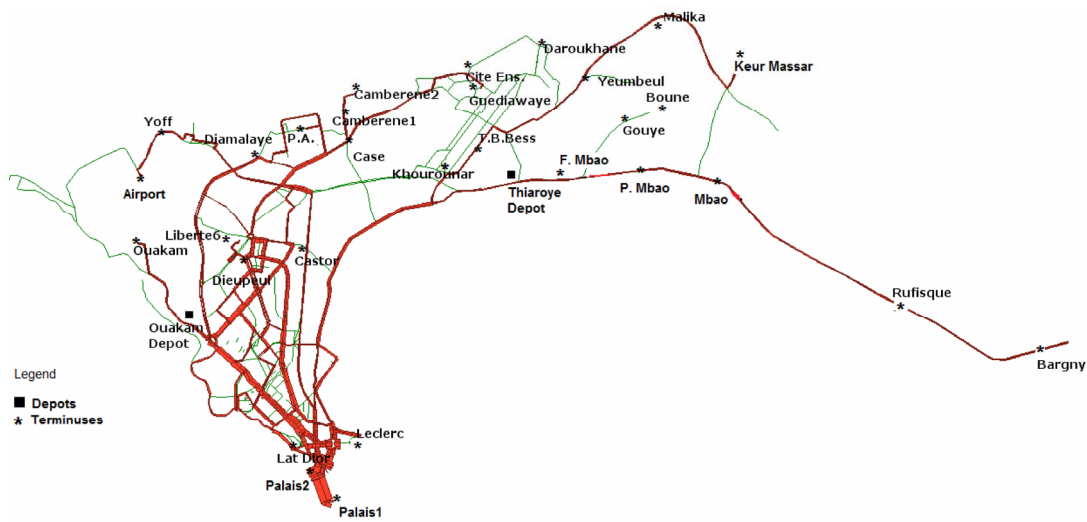 Malika
Daroukhane
Keur Massar
Cite Ens.
Yeumbeul
Camberene2
Guediawaye
Boune
Yoff
Camberene1
Gouye
Djamalaye
P.A.
T.B.Bess
Case
F. Mbao
Khourounar
Airport
Thiaroye
Depot
P. Mbao
Mbao
Liberte6
Ouakam
Castor
Dieupeul
Rufisque
Ouakam
Depot
Bargny
Legend
Depots
Terminuses
Leclerc
Lat Dior
Palais2
Palais1